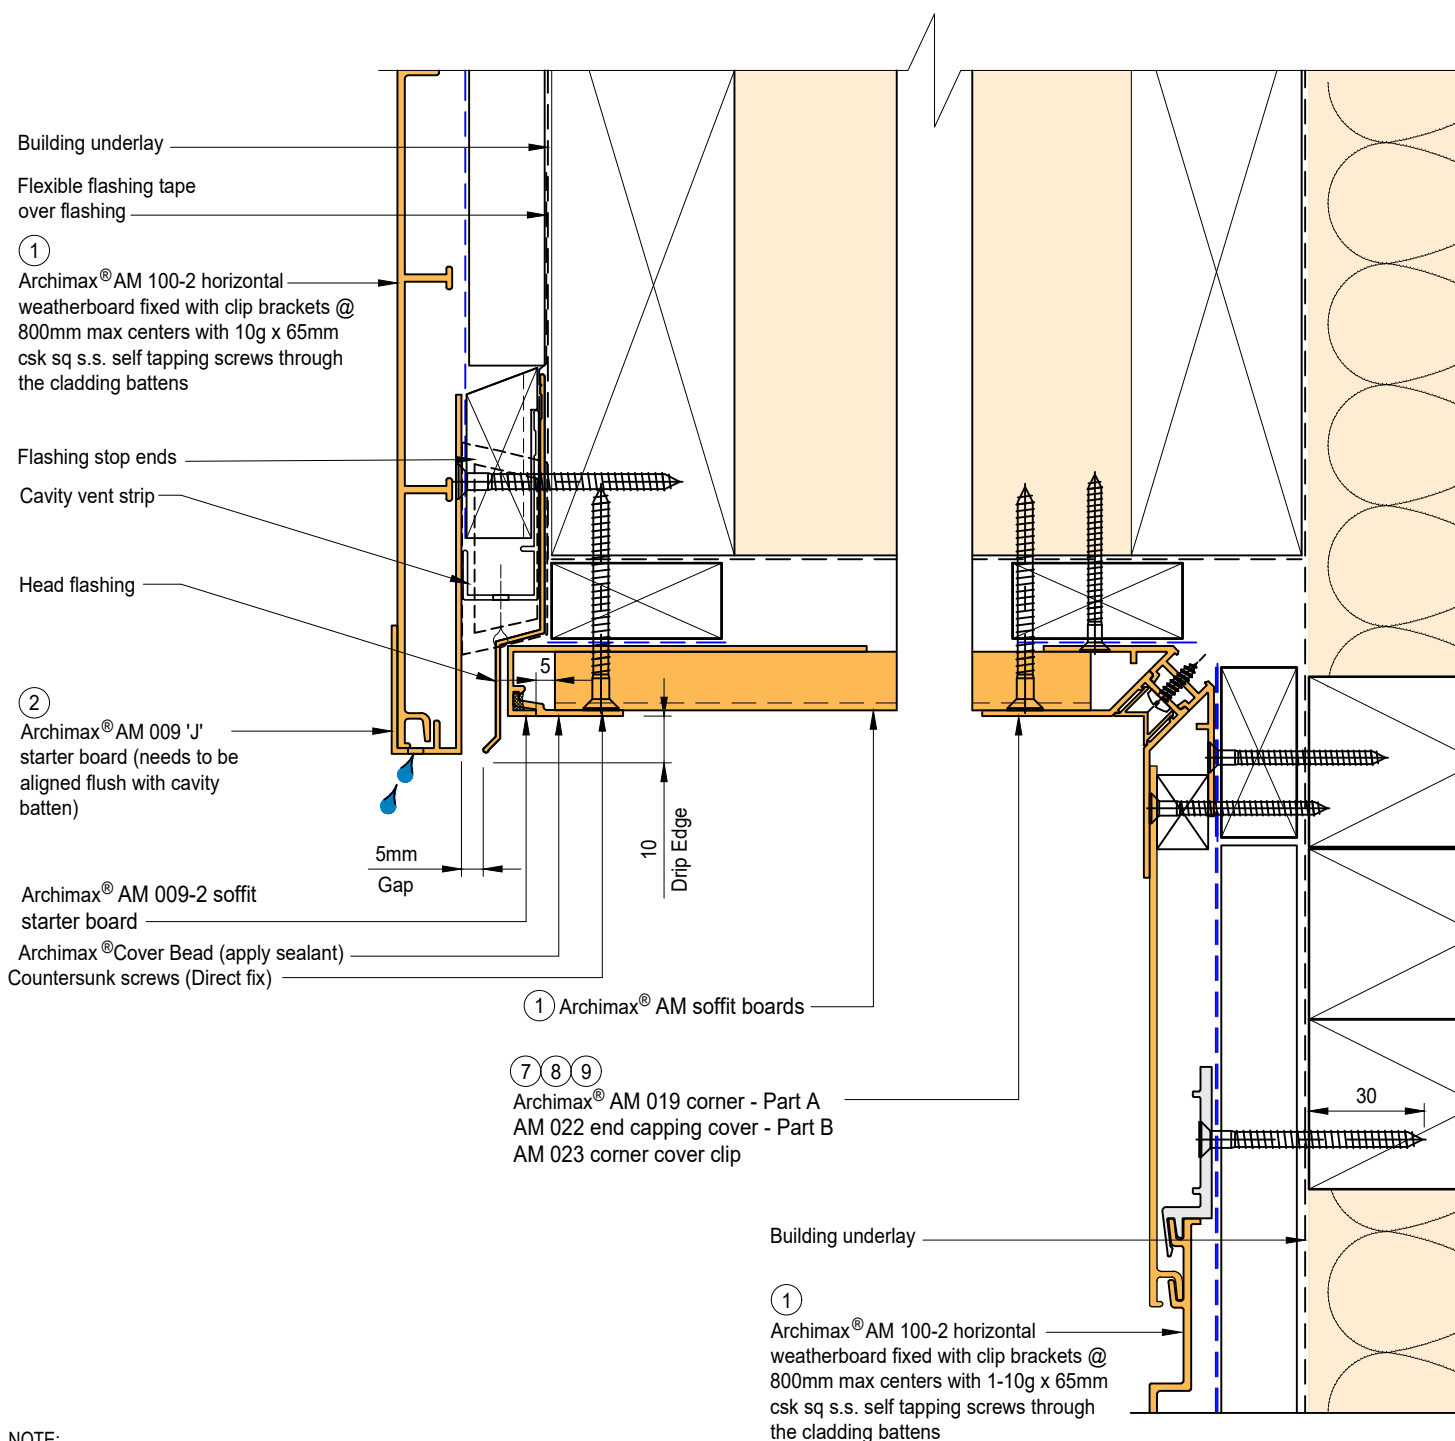 Building underlay
Flexible flashing tape
over flashing
1
Archimax® AM 100-2 horizontal
weatherboard fixed with clip brackets @
800mm max centers with 10g x 65mm
csk sq s.s. self tapping screws through
the cladding battens
Flashing stop ends
Cavity vent strip
Head flashing
2
Archimax® AM 009 'J'
starter board (needs to be
aligned flush with cavity
batten)
5
10
Drip Edge
5mm
Gap
Archimax® AM 009-2 soffit
starter board
Archimax® Cover Bead (apply sealant)
Countersunk screws (Direct fix)
1 Archimax® AM soffit boards
7 8 9
Archimax® AM 019 corner - Part A
AM 022 end capping cover - Part B
AM 023 corner cover clip
30
Building underlay
1
Archimax® AM 100-2 horizontal
weatherboard fixed with clip brackets @
800mm max centers with 1-10g x 65mm
csk sq s.s. self tapping screws through
the cladding battens
NOTE: